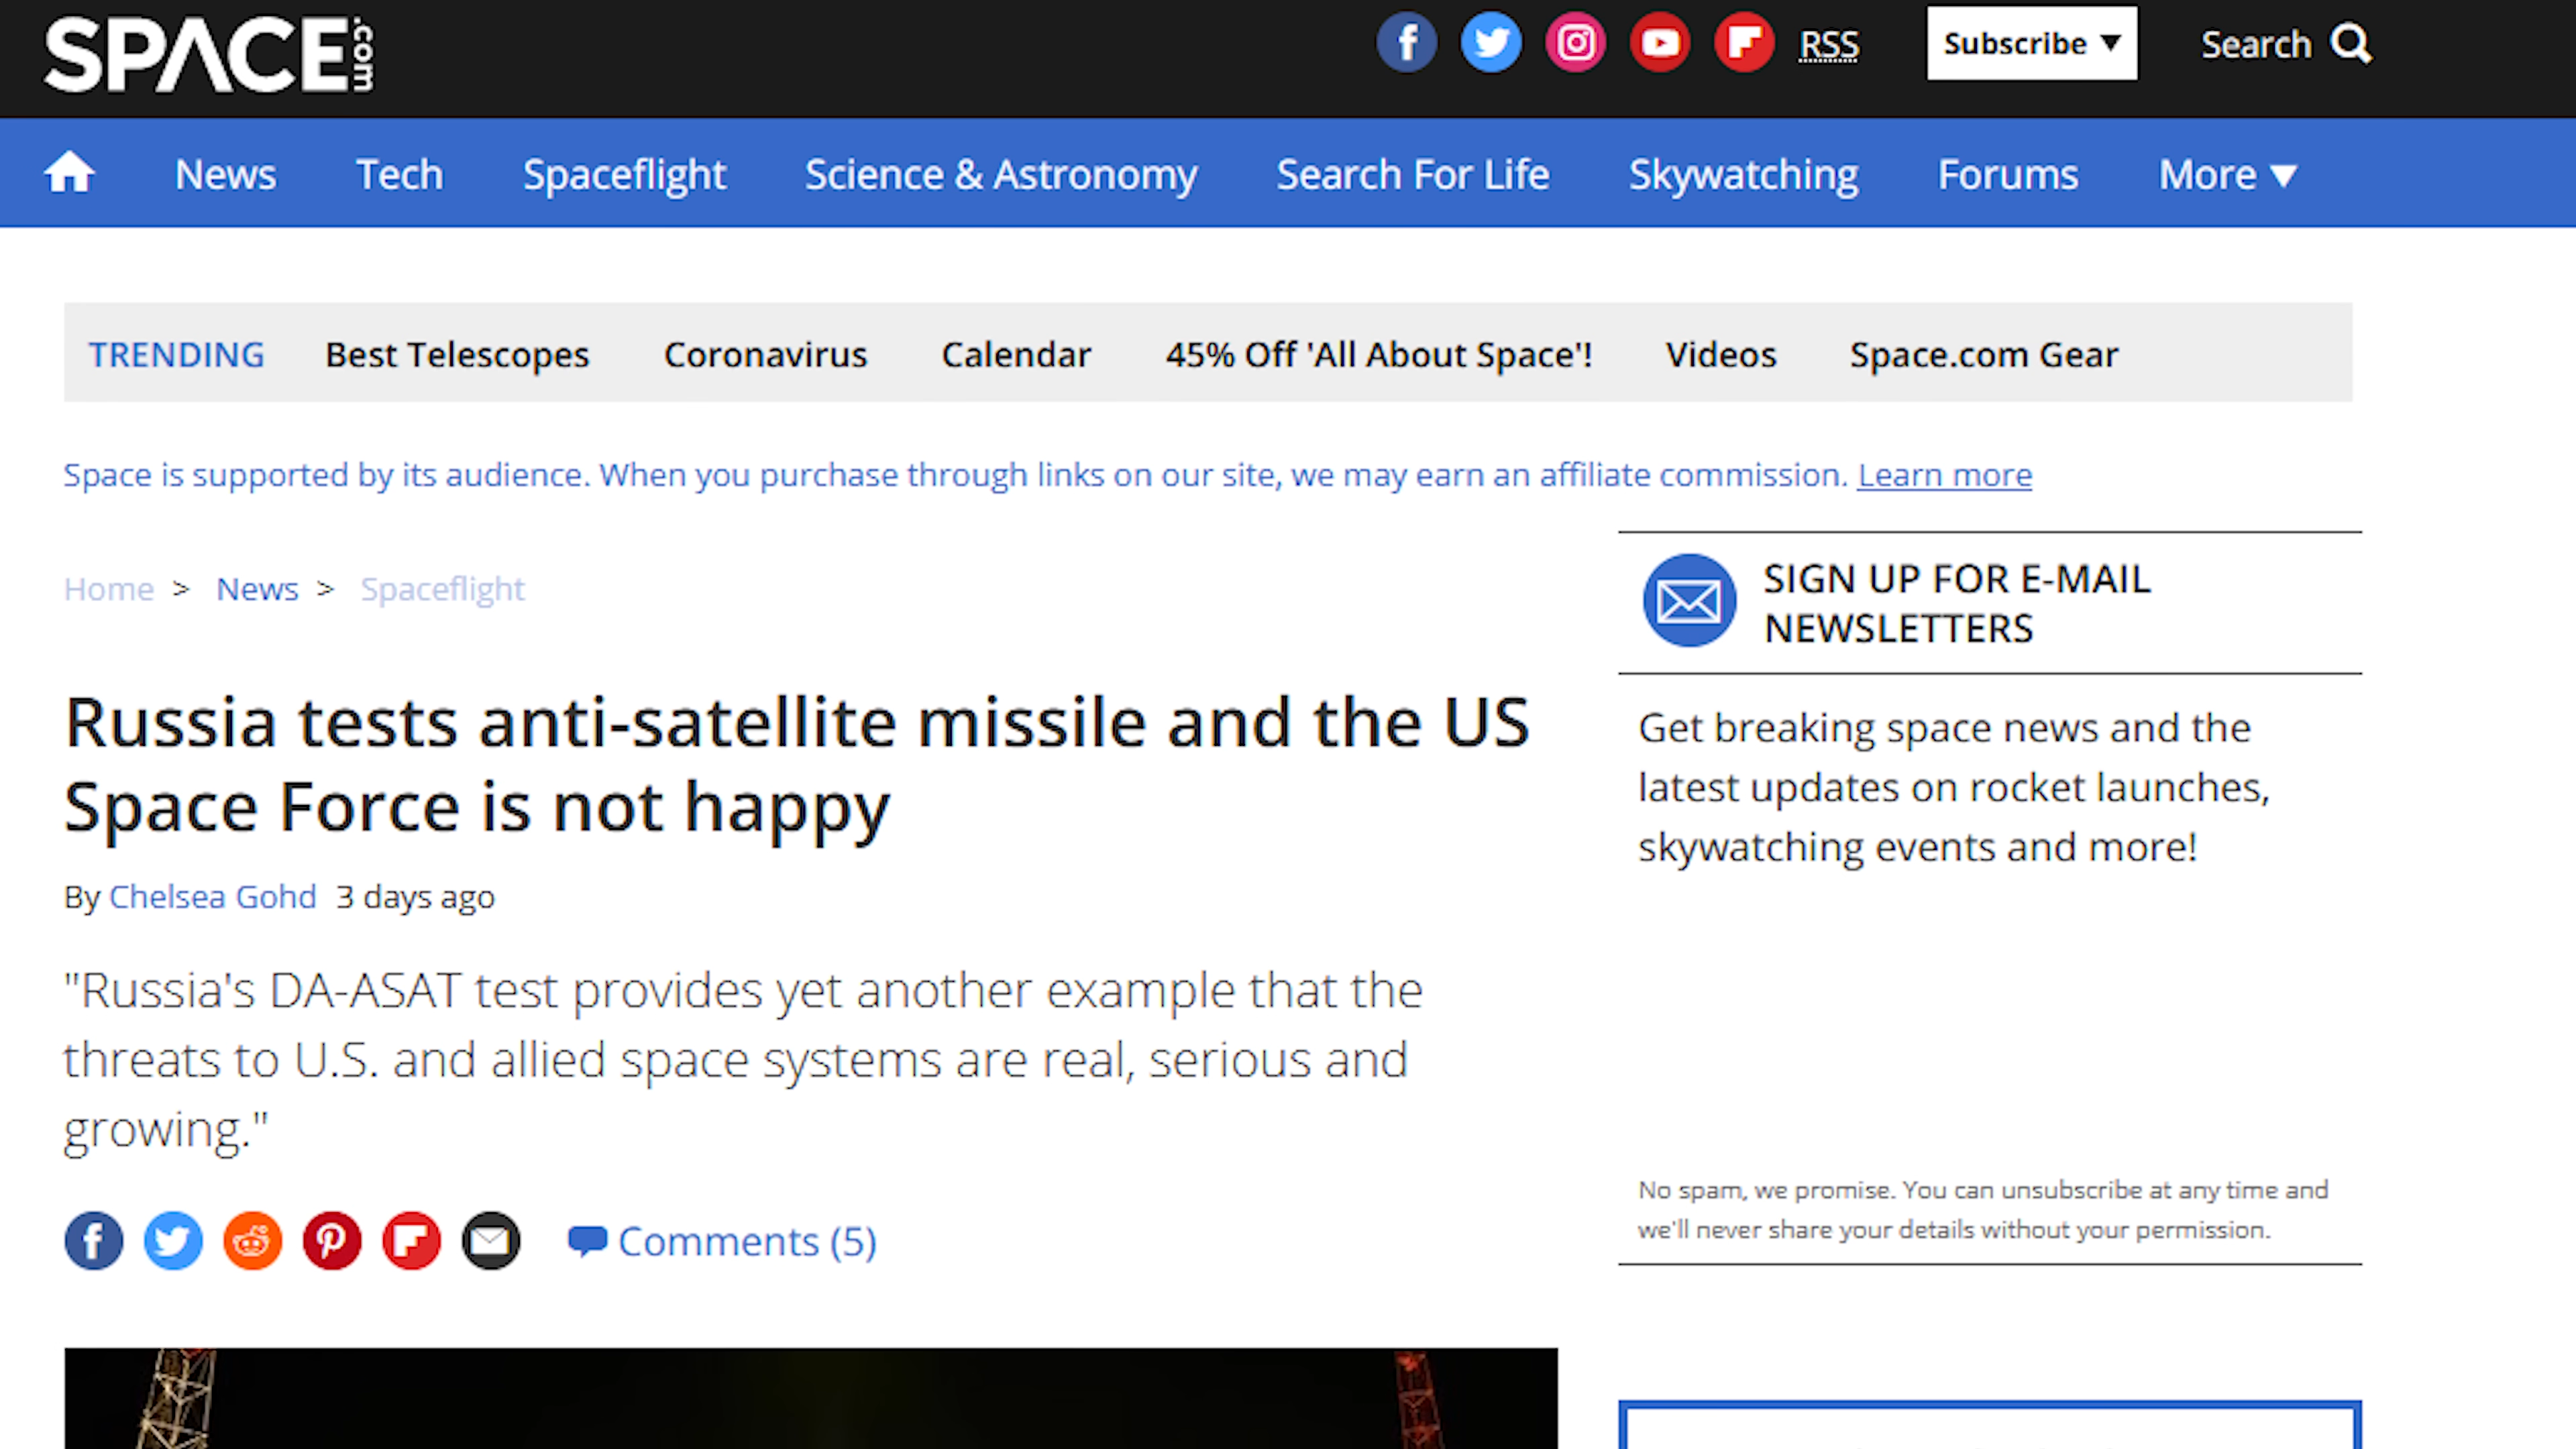 SPACE.com
RSS
Subscribe ▼
Search
News
Tech
Spaceflight
Science & Astronomy
Search For Life
Skywatching
Forums
More ▼
TRENDING
Best Telescopes
Coronavirus
Calendar
45% Off 'All About Space'!
Videos
Space.com Gear
Space is supported by its audience. When you purchase through links on our site, we may earn an affiliate commission. Learn more
Home > News > Spaceflight
Russia tests anti-satellite missile and the US
Space Force is not happy
By Chelsea Gohd 3 days ago
"Russia's DA-ASAT test provides yet another example that the
threats to U.S. and allied space systems are real, serious and
growing."
Comments (5)
SIGN UP FOR E-MAIL
NEWSLETTERS
Get breaking space news and the
latest updates on rocket launches,
skywatching events and more!
No spam, we promise. You can unsubscribe at any time and
we'll never share your details without your permission.